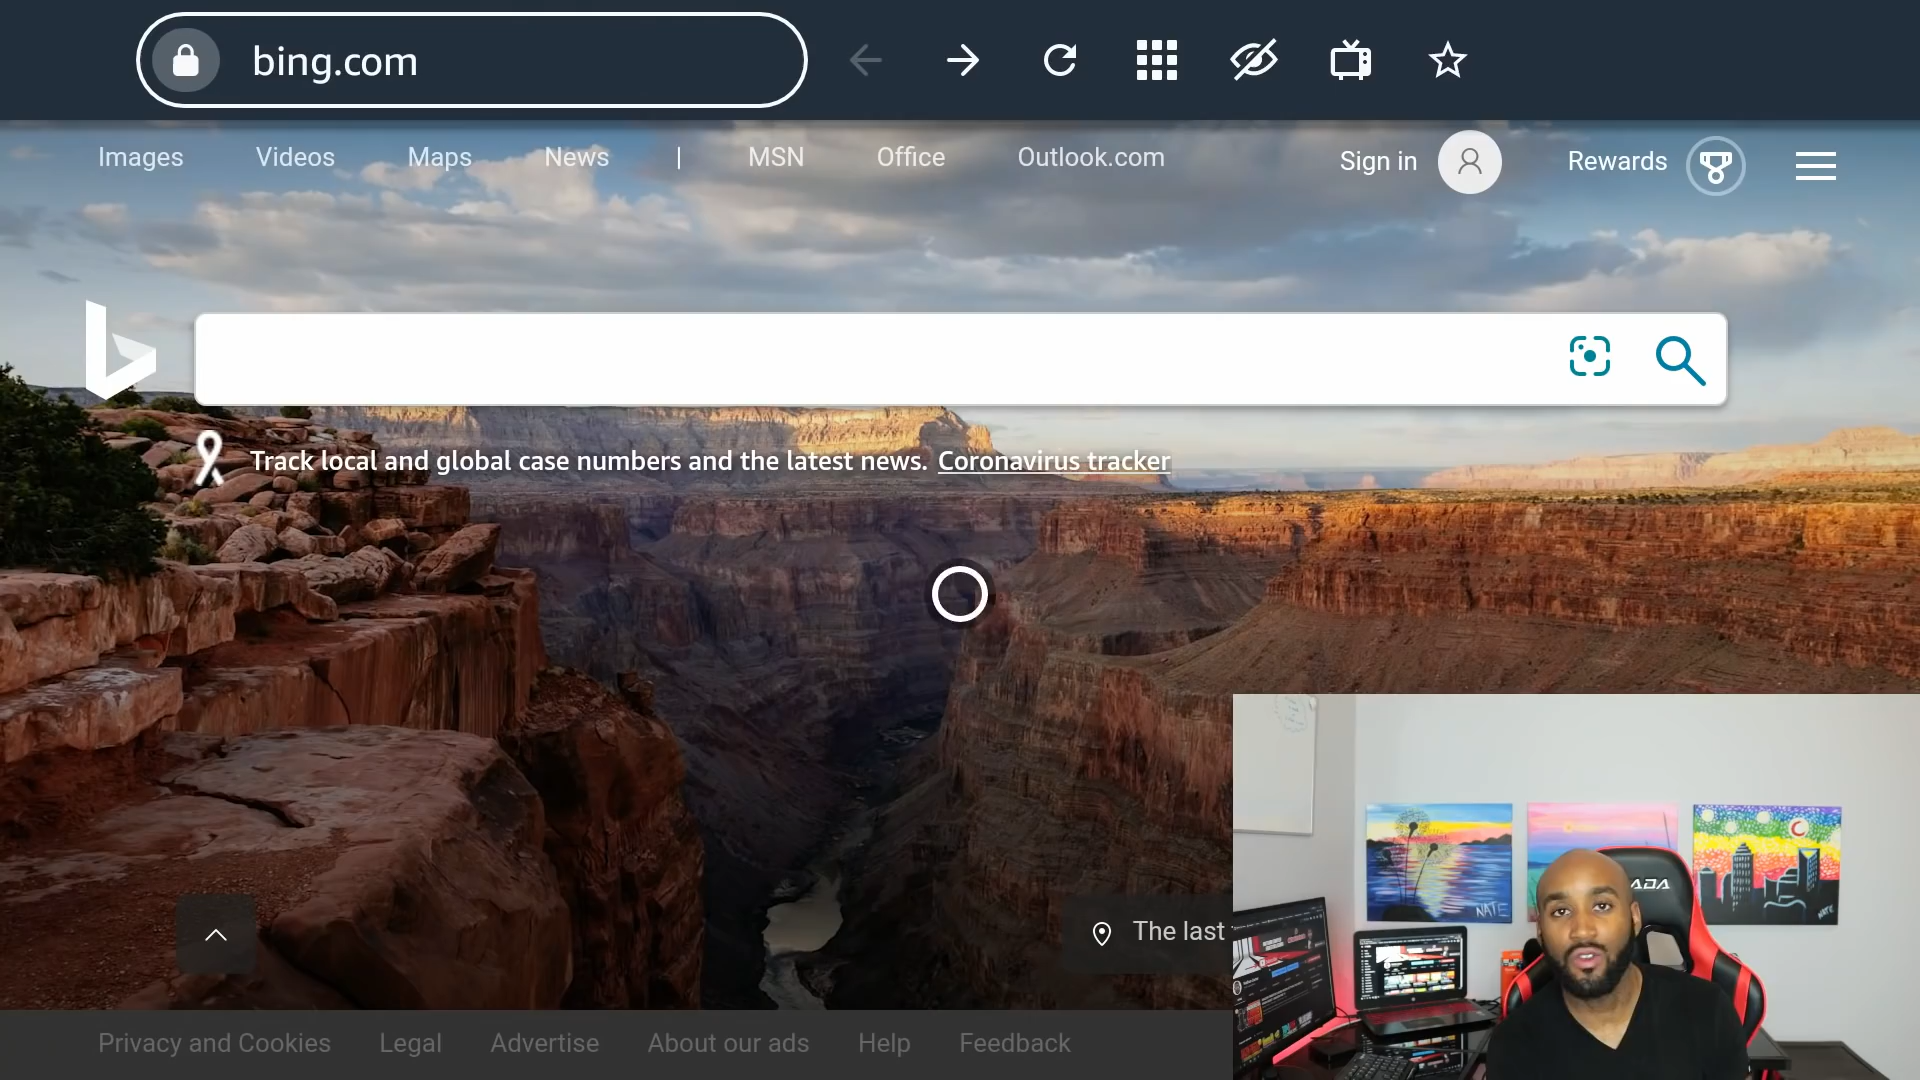 bing.com
Images Videos Maps News | MSN Office Outlook.com Sign in Rewards
Track local and global case numbers and the latest news. Coronavirus tracker
The last
NATE
NATE
ADA
Privacy and Cookies Legal Advertise About our ads Help Feedback